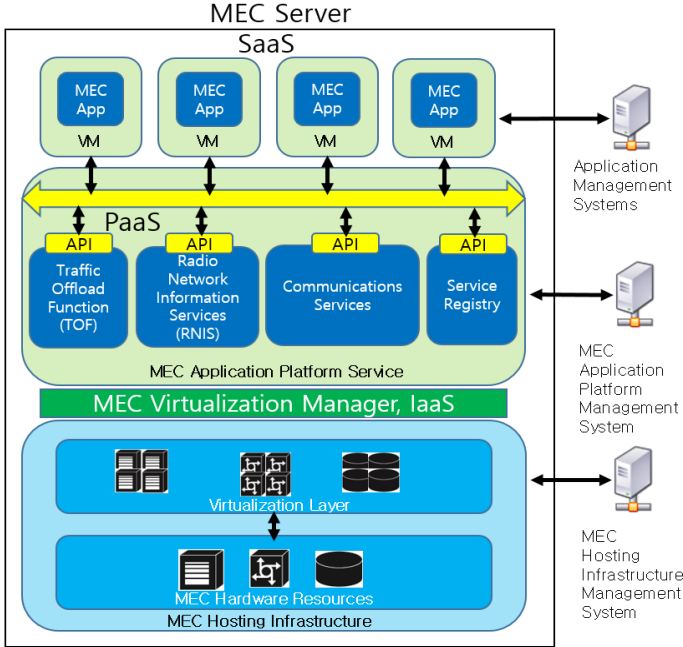 MEC Server
SaaS
MEC
App
VM
MEC
App
VM
MEC
App
VM
MEC
App
VM
Application
Management
Systems
PaaS
API
Traffic
Offload
Function
(TOF)
API
Radio
Network
Information
Services
(RNIS)
API
Communications
Services
API
Service
Registry
MEC Application Platform Service
MEC
Application
Platform
Management
System
MEC Virtualization Manager, IaaS
Virtualization Layer
MEC Hardware Resources
MEC Hosting Infrastructure
MEC
Hosting
Infrastructure
Management
System